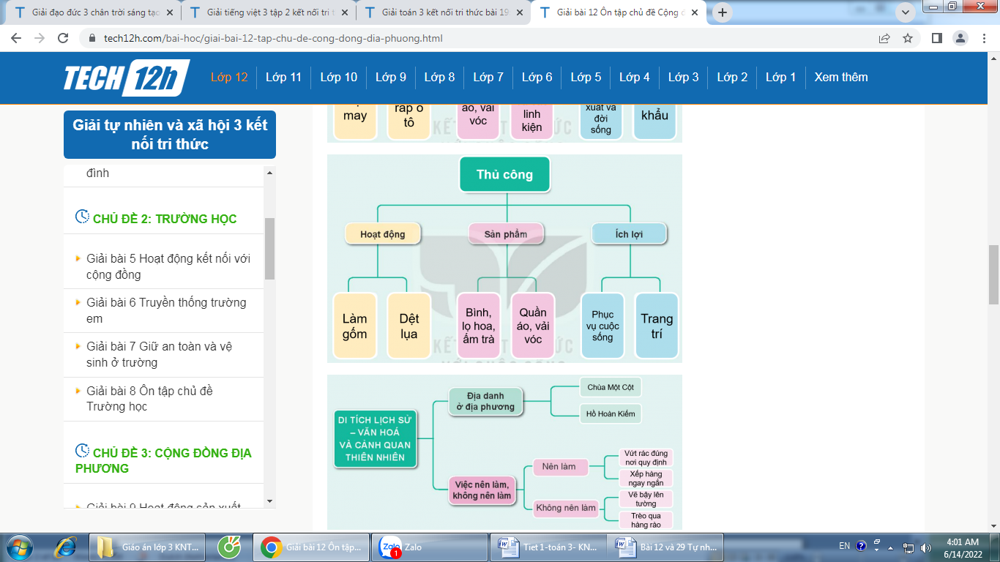 Giải đạo đức 3 chân trời sáng tạo
Giải tiếng việt 3 tập 2 kết nối tri t
Giải toán 3 kết nối tri thức bài 19
Giải bài 12 Ôn tập chủ đề Cộng đ
tech12h.com/bai-hoc/giai-bai-12-tap-chu-de-cong-dong-dia-phuong.html
TECH 12h
Lớp 12
Lớp 11
Lớp 10
Lớp 9
Lớp 8
Lớp 7
Lớp 6
Lớp 5
Lớp 4
Lớp 3
Lớp 2
Lớp 1
Xem thêm
Giải tự nhiên và xã hội 3 kết
nối tri thức
đình
CHỦ ĐỀ 2: TRƯỜNG HỌC
Giải bài 5 Hoạt động kết nối với
cộng đồng
Giải bài 6 Truyền thống trường
em
Giải bài 7 Giữ an toàn và vệ
sinh ở trường
Giải bài 8 Ôn tập chủ đề
Trường học
CHỦ ĐỀ 3: CỘNG ĐỒNG ĐỊA
PHƯƠNG
Giải bài 9 Hoạt động sản xuất
may
ráp ô
tô
áo, vải
vóc
linh
kiện
xuất và
đời
sống
khẩu
Thủ công
Hoạt động
Sản phẩm
Ích lợi
Làm
gốm
Dệt
lụa
Bình,
lọ hoa,
ấm trà
Quần
áo, vải
vóc
Phục
vụ cuộc
sống
Trang
trí
DI TÍCH LỊCH SỬ
– VĂN HOÁ
VÀ CẢNH QUAN
THIÊN NHIÊN
Địa danh
ở địa phương
Chùa Một Cột
Hồ Hoàn Kiếm
Việc nên làm,
không nên làm
Nên làm
Vứt rác đúng
nơi quy định
Xếp hàng
ngay ngắn
Không nên làm
Vẽ bậy lên
tường
Trèo qua
hàng rào
Giáo án lớp 3 KNT...
Giải bài 12 Ôn tập...
Zalo
1
Zalo
Tiet 1-toán 3- KN...
Bài 12 và 29 Tự nh...
EN
4:01 AM
6/14/2022